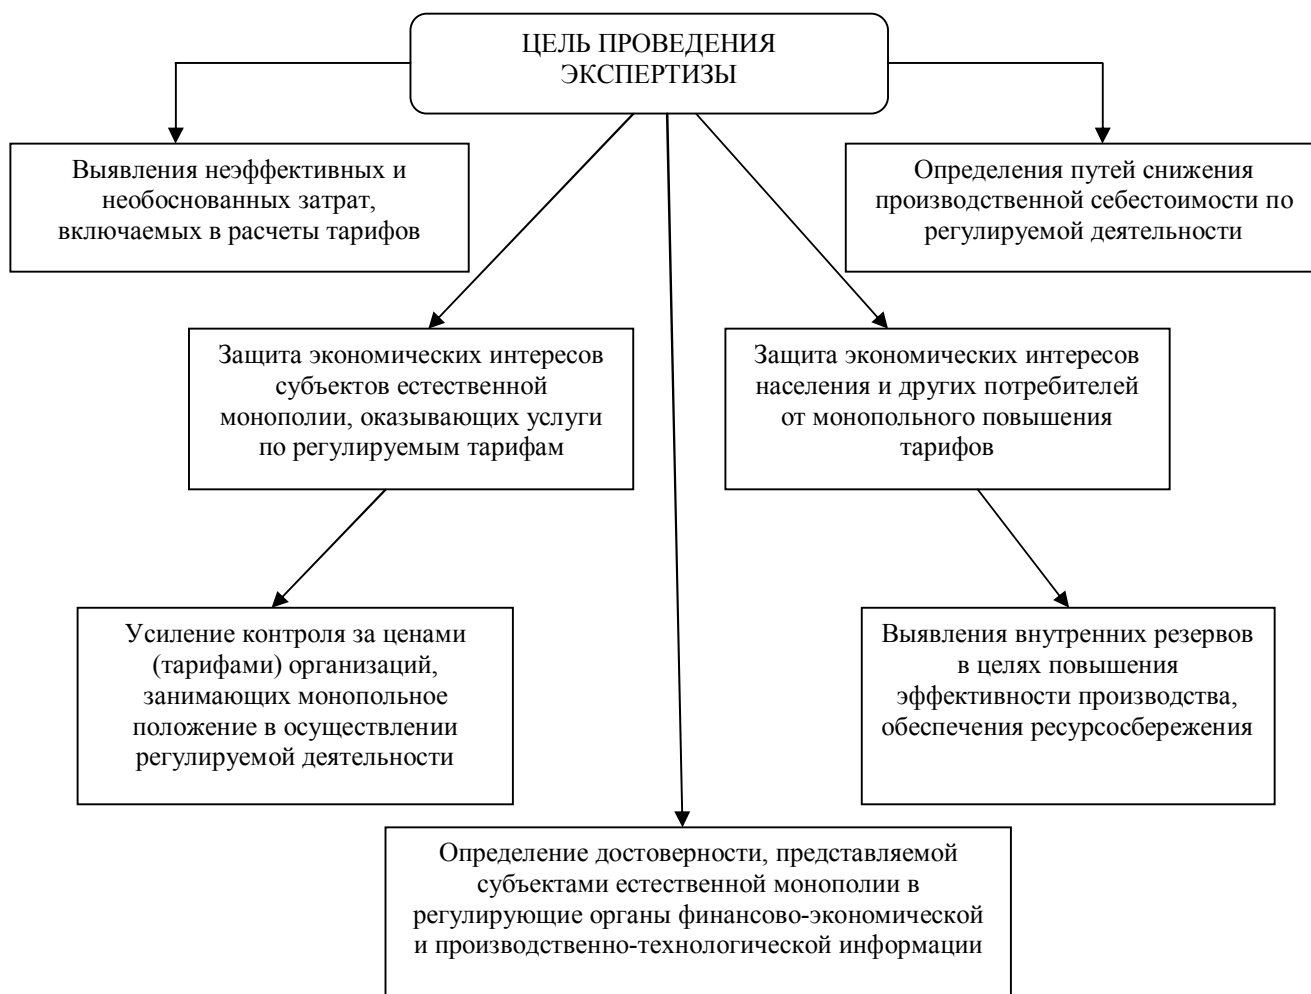 ЦЕЛЬ ПРОВЕДЕНИЯ
ЭКСПЕРТИЗЫ
Выявления неэффективных и
необоснованных затрат,
включаемых в расчеты тарифов
Определения путей снижения
производственной себестоимости по
регулируемой деятельности
Защита экономических интересов
субъектов естественной
монополии, оказывающих услуги
по регулируемым тарифам
Защита экономических интересов
населения и других потребителей
от монопольного повышения
тарифов
Усиление контроля за ценами
(тарифами) организаций,
занимающих монопольное
положение в осуществлении
регулируемой деятельности
Выявления внутренних резервов
в целях повышения
эффективности производства,
обеспечения ресурсосбережения
Определение достоверности, представляемой
субъектами естественной монополии в
регулирующие органы финансово-экономической
и производственно-технологической информации